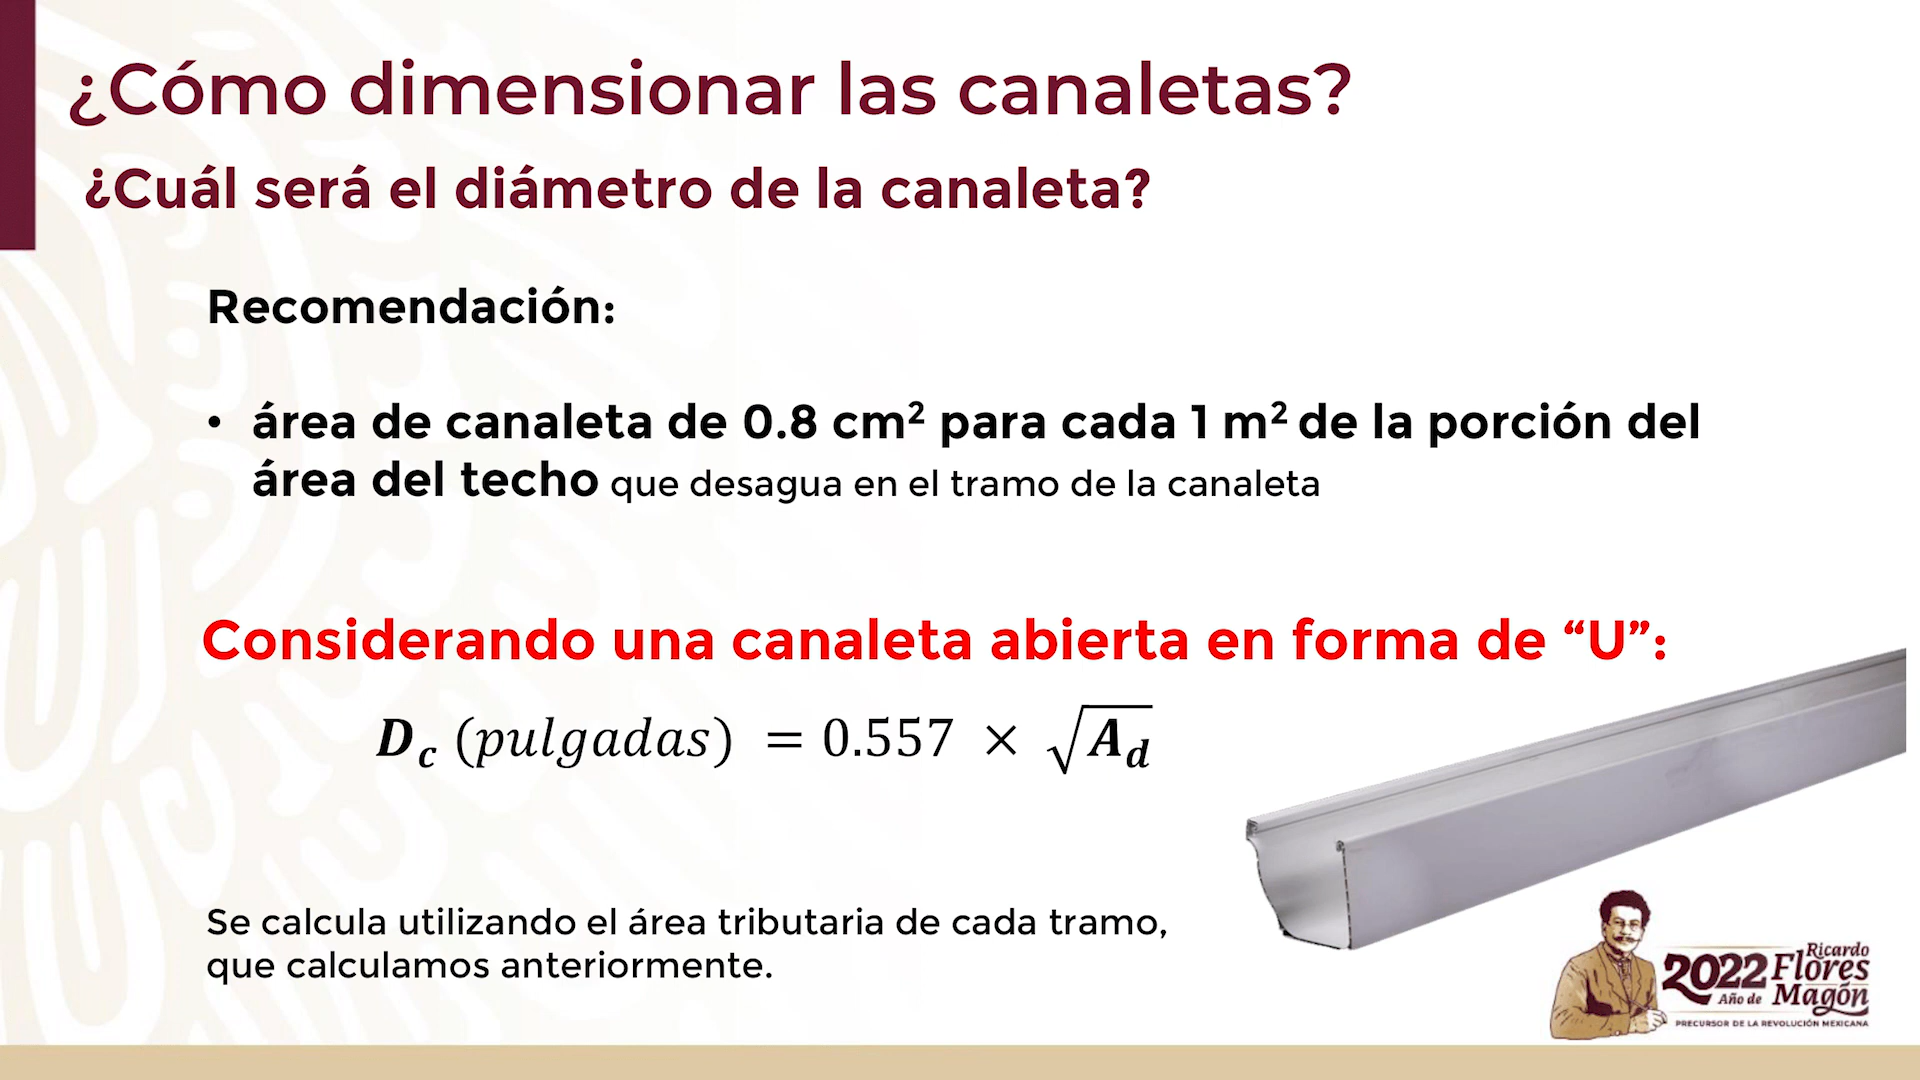 ¿Cómo dimensionar las canaletas?
¿Cuál será el diámetro de la canaleta?
Recomendación:
• área de canaleta de 0.8 cm² para cada 1 m² de la porción del
área del techo que desagua en el tramo de la canaleta
Considerando una canaleta abierta en forma de “U”:
D_c (pulgadas) = 0.557 × √A_d
Se calcula utilizando el área tributaria de cada tramo,
que calculamos anteriormente.
2022 Ricardo
Flores
Año de Magón
PRECURSOR DE LA REVOLUCIÓN MEXICANA